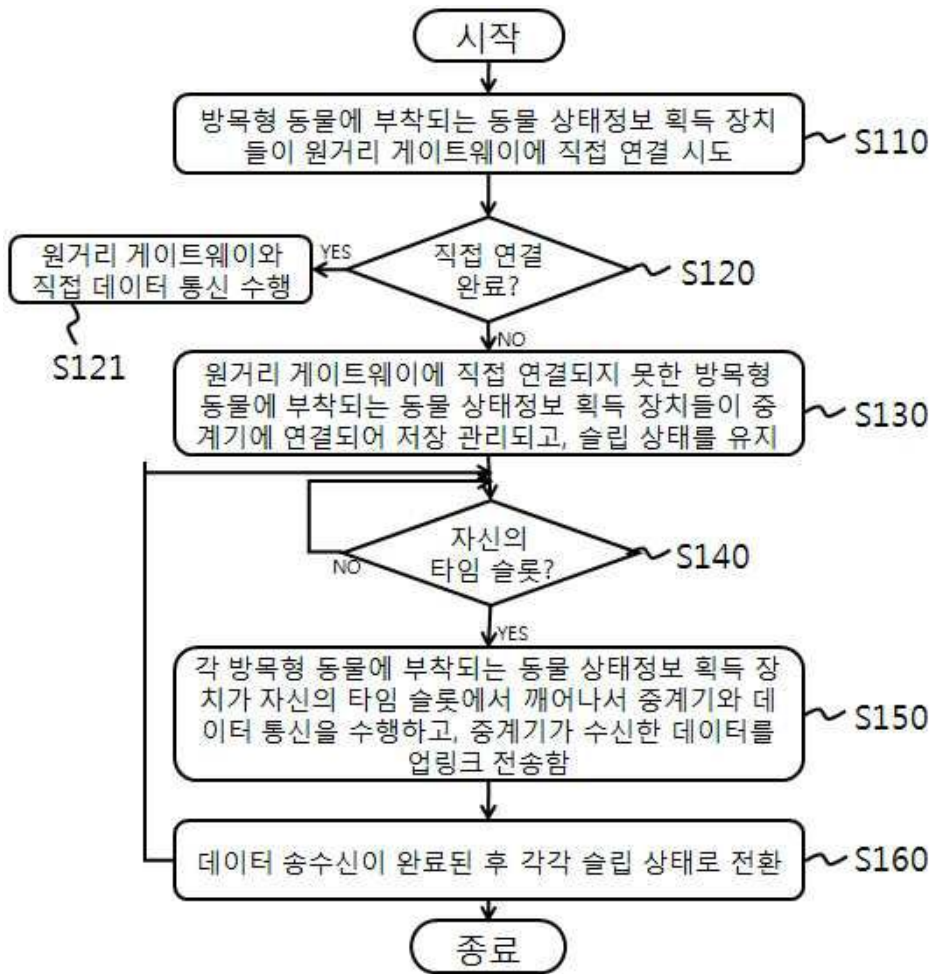 시작
방목형 동물에 부착되는 동물 상태정보 획득 장치
들이 원거리 게이트웨이에 직접 연결 시도
S110
직접 연결
완료?
S120
YES
원거리 게이트웨이와
직접 데이터 통신 수행
S121
NO
원거리 게이트웨이에 직접 연결되지 못한 방목형
동물에 부착되는 동물 상태정보 획득 장치들이 중
계기에 연결되어 저장 관리되고, 슬립 상태를 유지
S130
자신의
타임 슬롯?
S140
NO
YES
각 방목형 동물에 부착되는 동물 상태정보 획득 장
치가 자신의 타임 슬롯에서 깨어나서 중계기와 데
이터 통신을 수행하고, 중계기가 수신한 데이터를
업링크 전송함
S150
데이터 송수신이 완료된 후 각각 슬립 상태로 전환
S160
종료